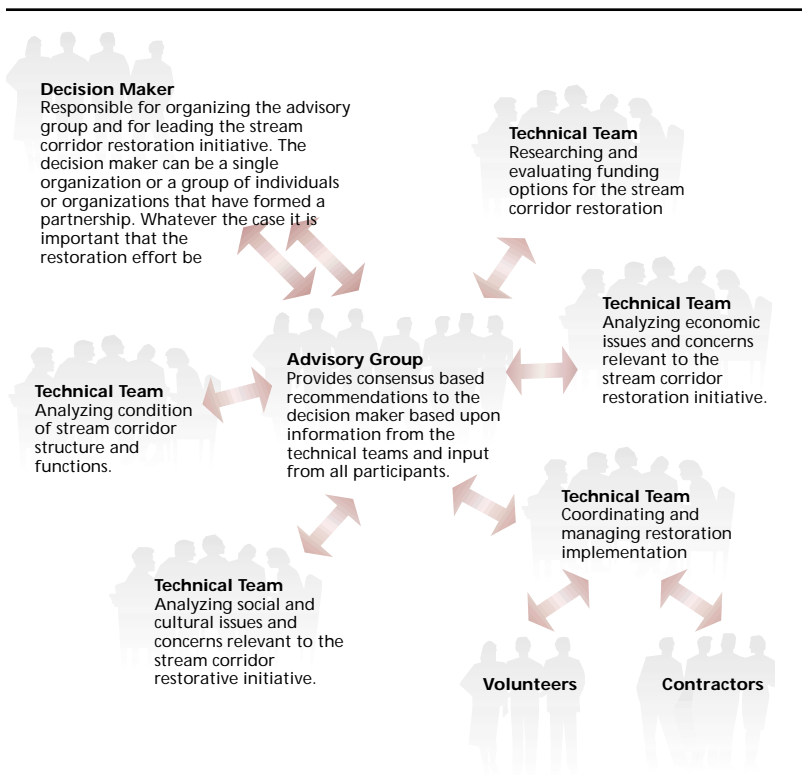 Decision Maker
Responsible for organizing the advisory
group and for leading the stream
corridor restoration initiative. The
decision maker can be a single
organization or a group of individuals
or organizations that have formed a
partnership. Whatever the case it is
important that the
restoration effort be
Technical Team
Researching and
evaluating funding
options for the stream
corridor restoration
Technical Team
Analyzing economic
issues and concerns
relevant to the
stream corridor
restoration initiative.
Advisory Group
Provides consensus based
recommendations to the
decision maker based upon
information from the
technical teams and input
from all participants.
Technical Team
Analyzing condition
of stream corridor
structure and
functions.
Technical Team
Coordinating and
managing restoration
implementation
Technical Team
Analyzing social and
cultural issues and
concerns relevant to the
stream corridor
restorative initiative.
Volunteers
Contractors